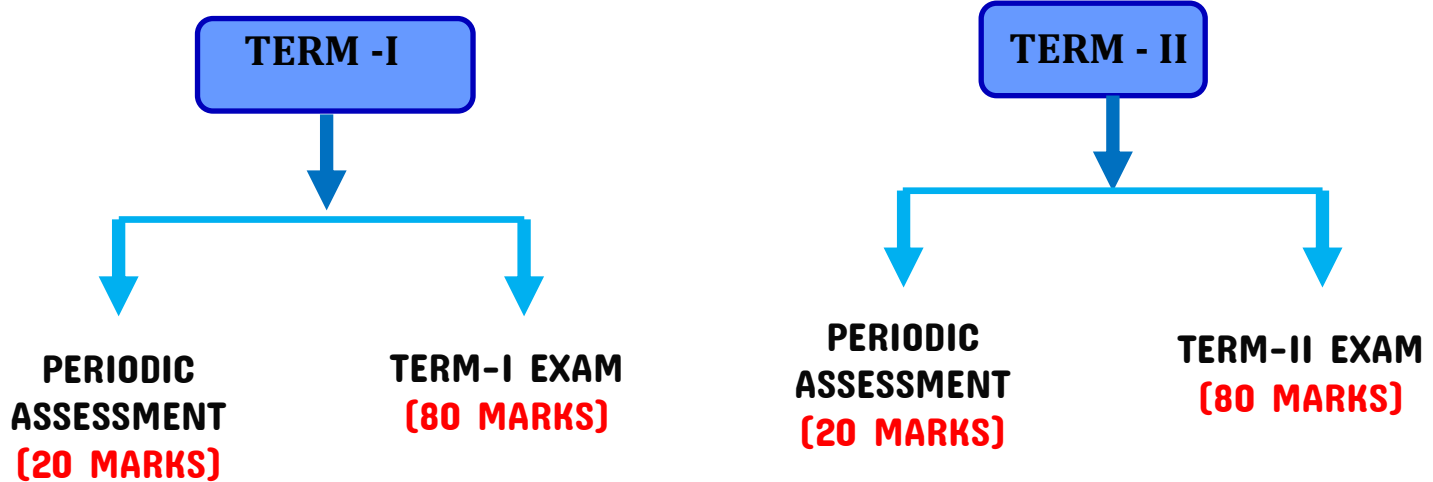 TERM -I
PERIODIC
ASSESSMENT
(20 MARKS)
TERM-I EXAM
(80 MARKS)
TERM - II
PERIODIC
ASSESSMENT
(20 MARKS)
TERM-II EXAM
(80 MARKS)